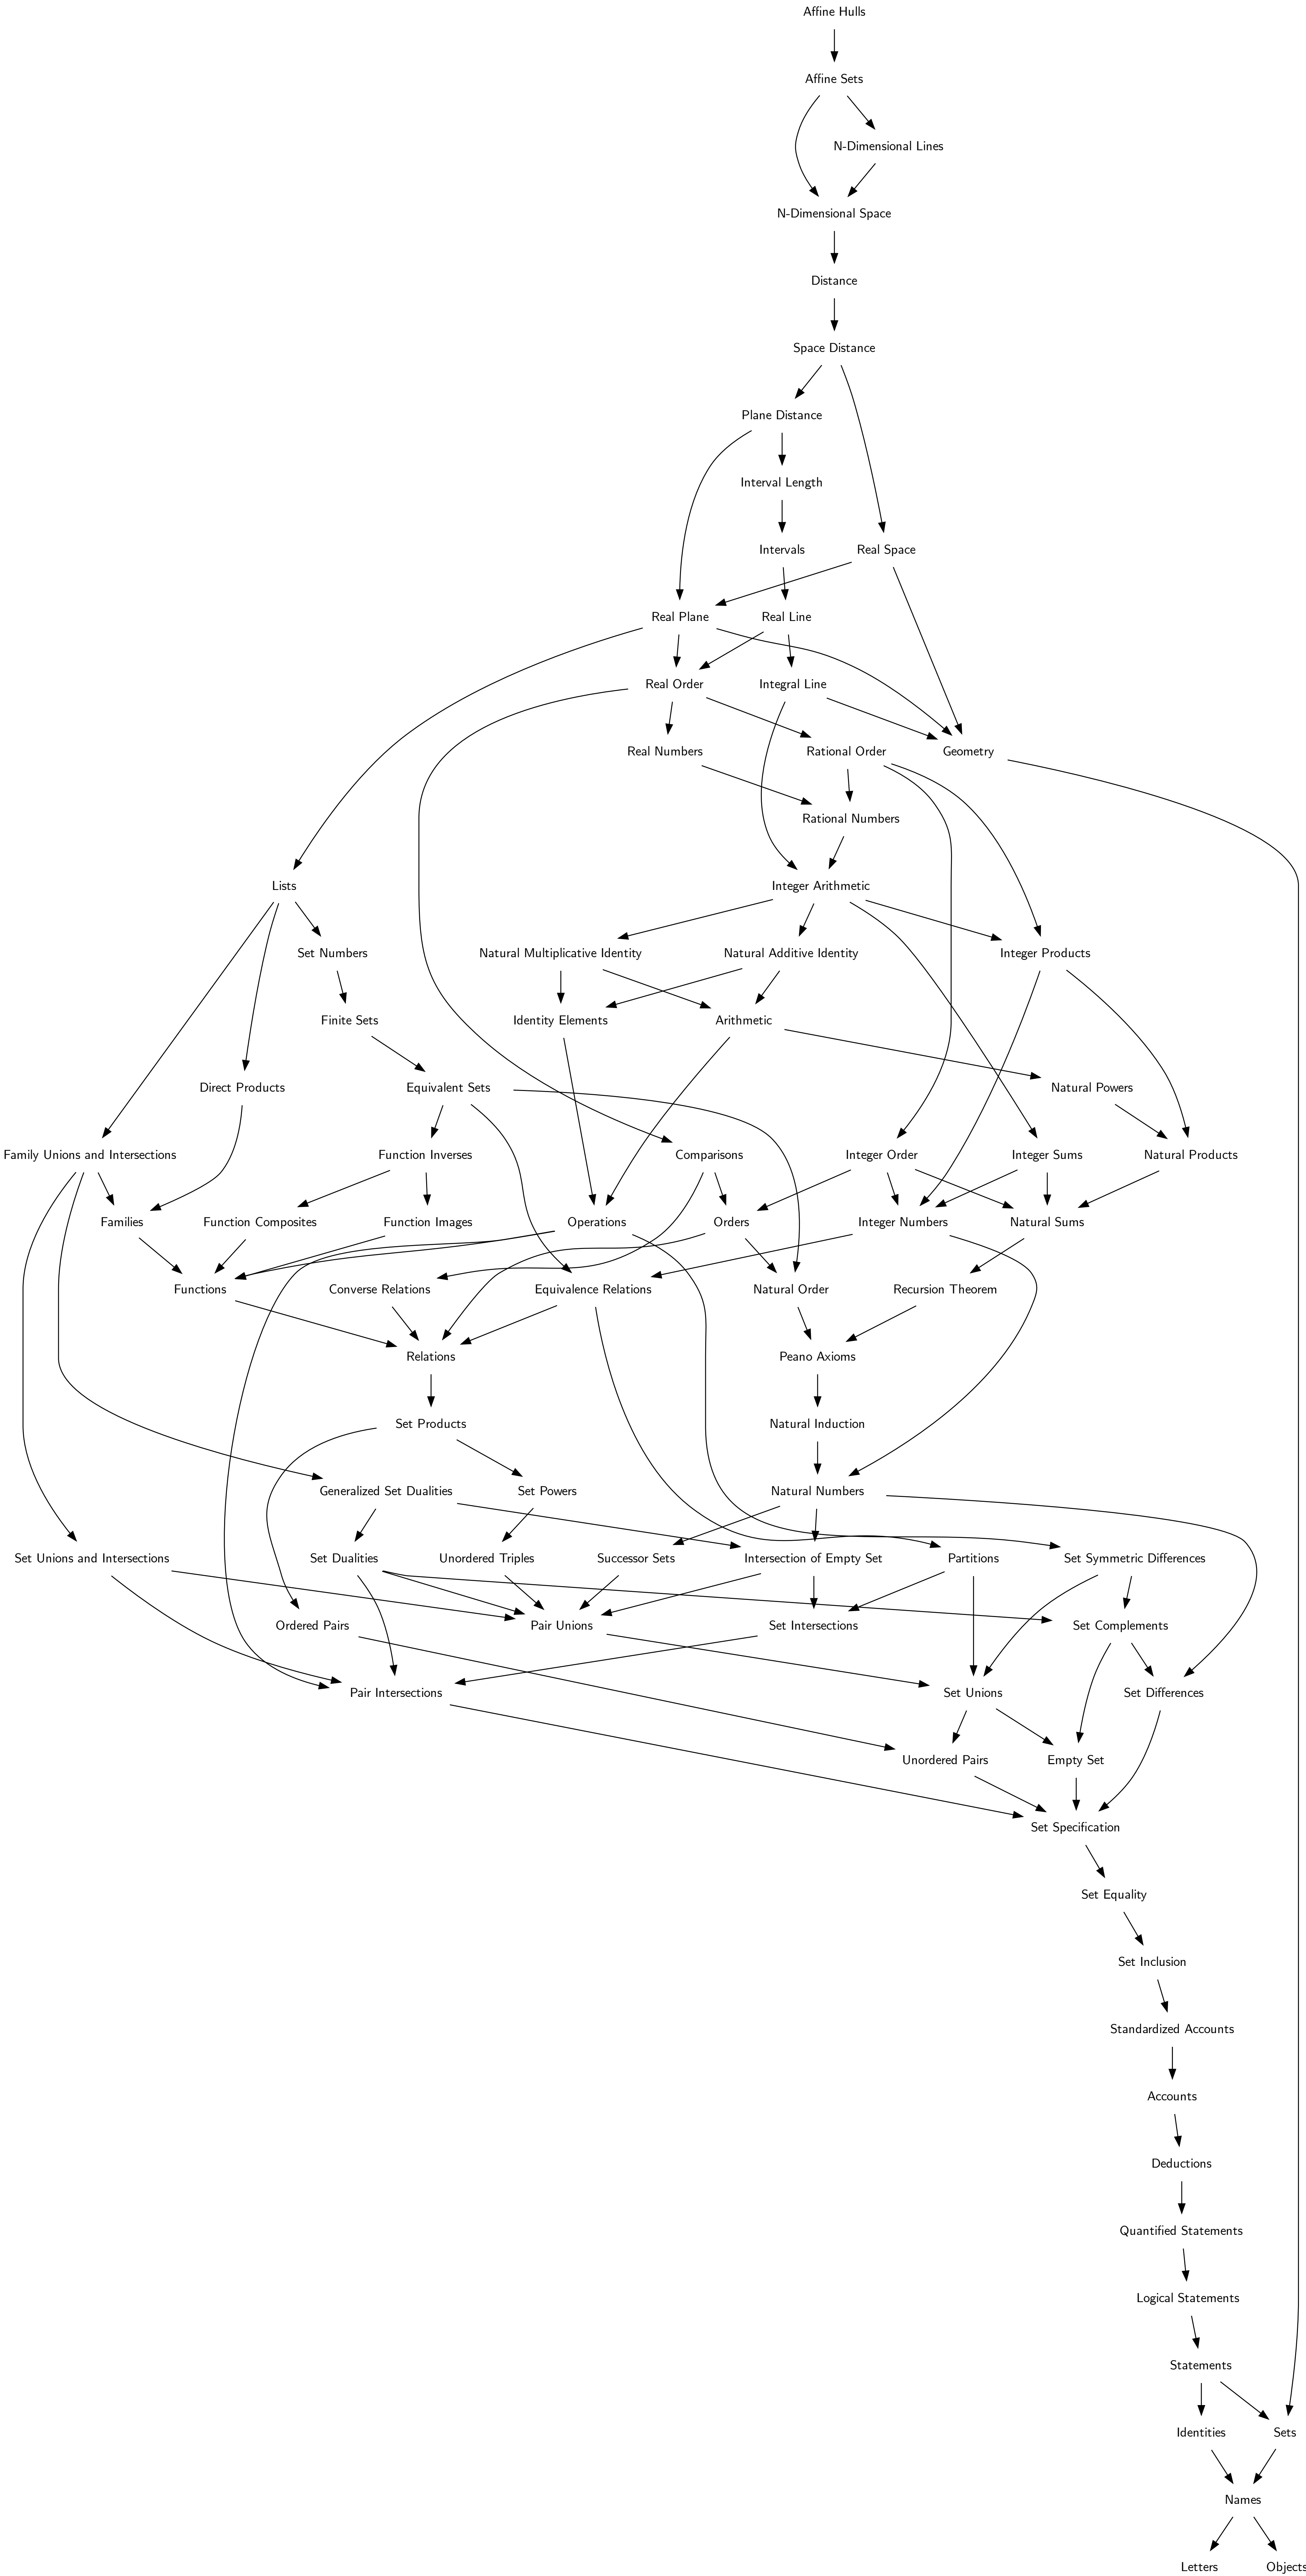 Affine Hulls
Affine Sets
N-Dimensional Lines
N-Dimensional Space
Distance
Space Distance
Plane Distance
Interval Length
Intervals
Real Space
Real Plane
Real Line
Real Order
Integral Line
Real Numbers
Rational Order
Geometry
Rational Numbers
Lists
Integer Arithmetic
Set Numbers
Natural Multiplicative Identity
Natural Additive Identity
Integer Products
Finite Sets
Identity Elements
Arithmetic
Direct Products
Equivalent Sets
Natural Powers
Family Unions and Intersections
Function Inverses
Comparisons
Integer Order
Integer Sums
Natural Products
Families
Function Composites
Function Images
Operations
Orders
Integer Numbers
Natural Sums
Functions
Converse Relations
Equivalence Relations
Natural Order
Recursion Theorem
Relations
Peano Axioms
Set Products
Natural Induction
Generalized Set Dualities
Set Powers
Natural Numbers
Set Unions and Intersections
Set Dualities
Unordered Triples
Successor Sets
Intersection of Empty Set
Partitions
Set Symmetric Differences
Ordered Pairs
Pair Unions
Set Intersections
Set Complements
Pair Intersections
Set Unions
Set Differences
Unordered Pairs
Empty Set
Set Specification
Set Equality
Set Inclusion
Standardized Accounts
Accounts
Deductions
Quantified Statements
Logical Statements
Statements
Identities
Sets
Names
Letters
Objects